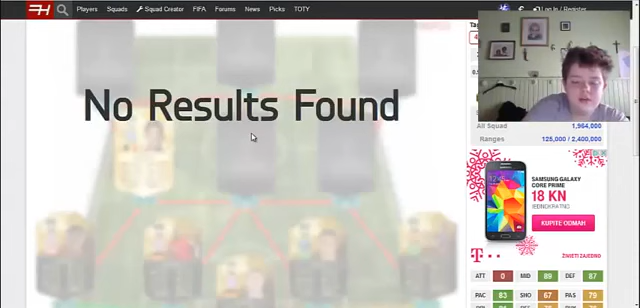 Players Squads Squad Creator FIFA Forums News Picks TOTY
Log In / Register
No Results Found
All Squad 1,964,000
Ranges 125,000 / 2,400,000
SAMSUNG GALAXY
CORE PRIME
18 KN
KUPITE ODMAH
ŽIVJETI ZAJEDNO
ATT 0 MID 89 DEF 87
PAC 83 SHO 67 PAS 79